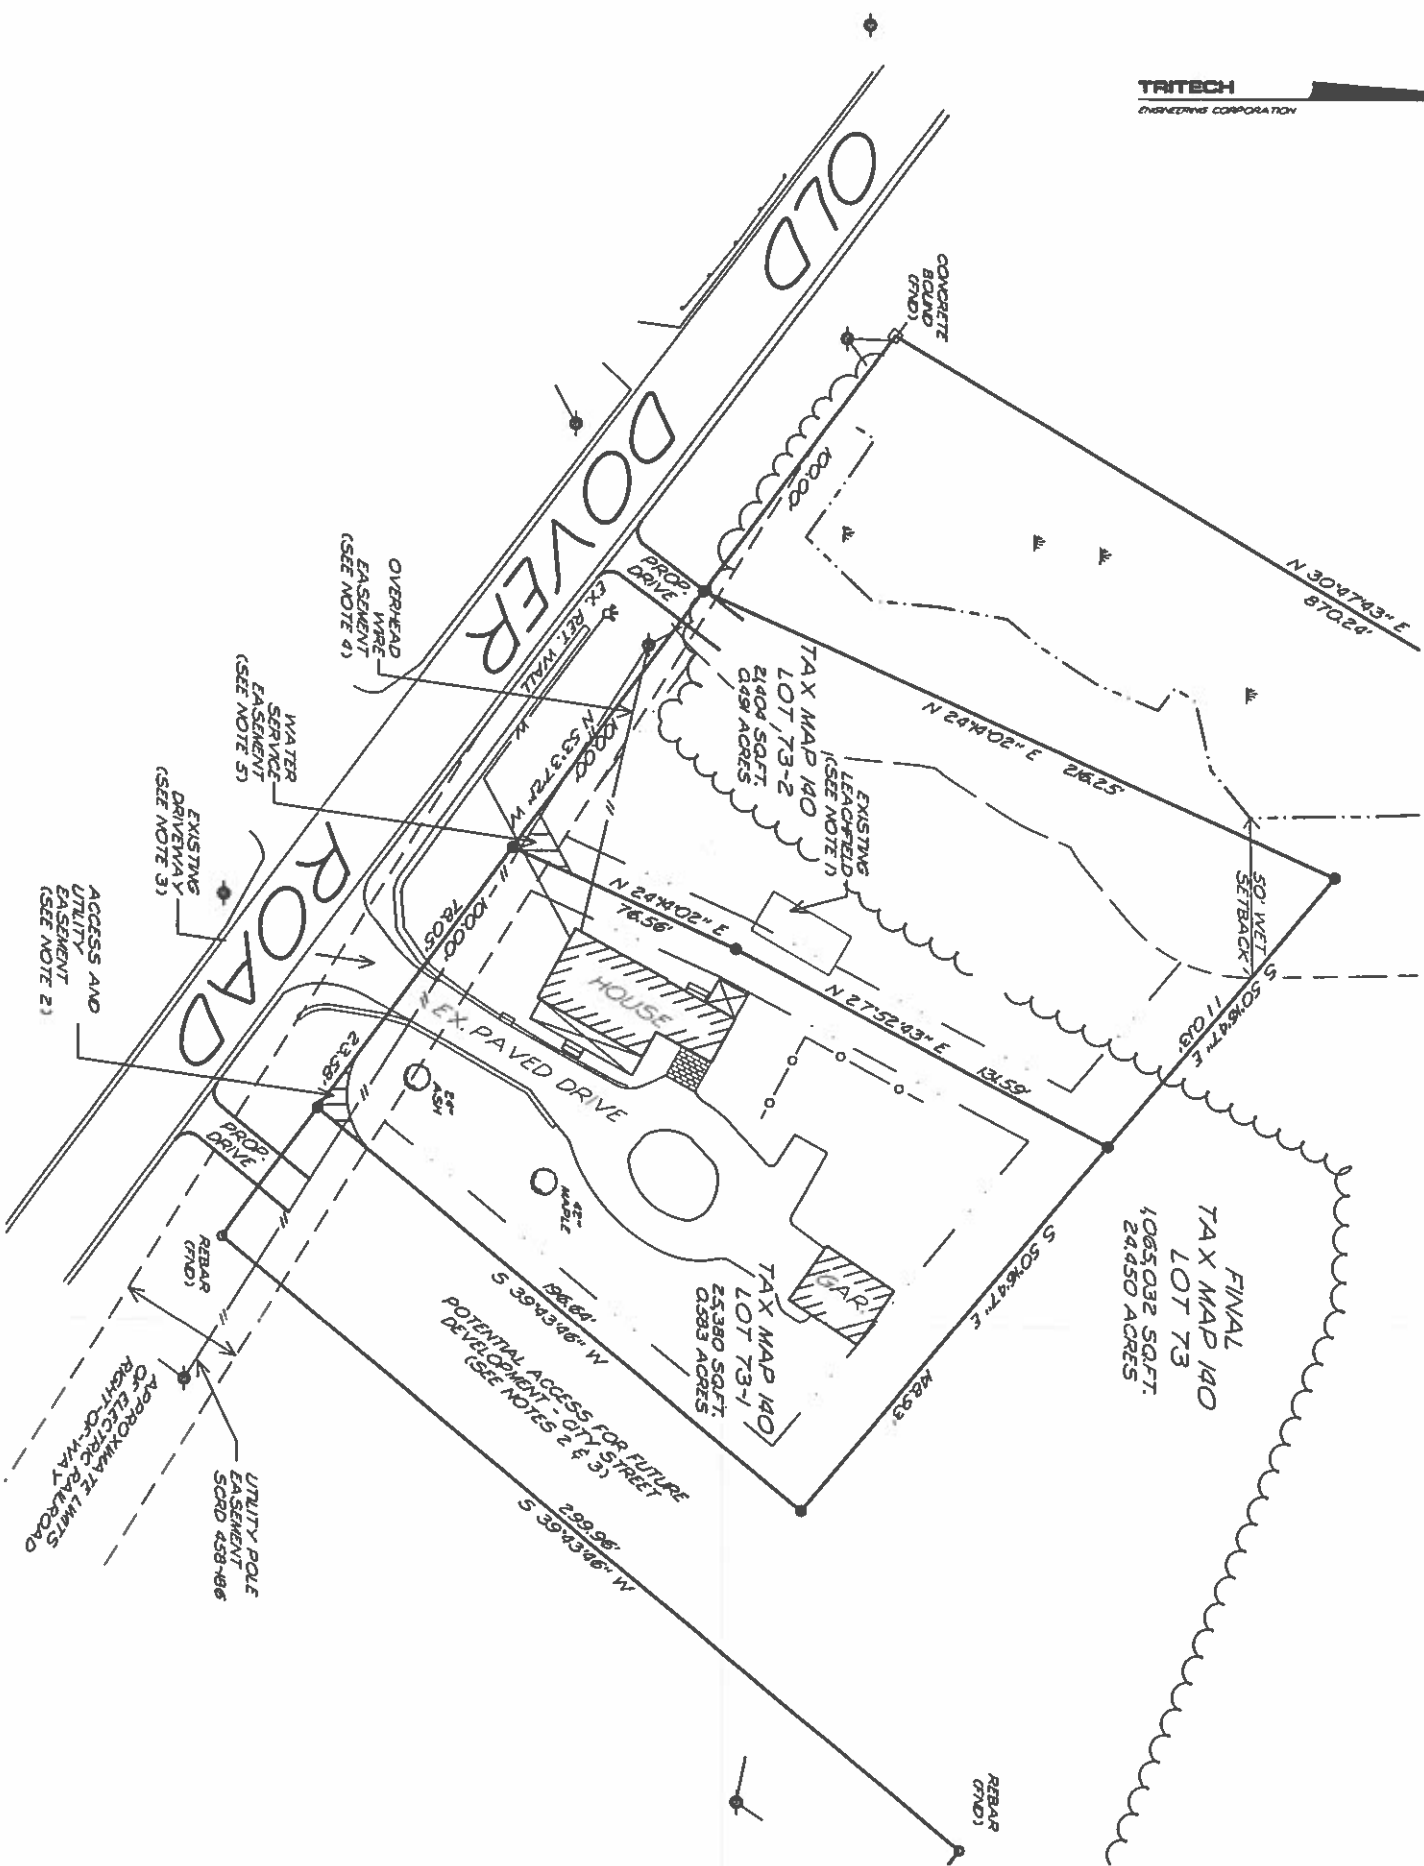 TRITECH
ENGINEERING CORPORATION
OLD DOVER ROAD
CONCRETE
BOUND
(FND)
N 30°47'43" E
870.24'
100.00'
PROP.
DRIVE
EX. RET. WALL
W
OVERHEAD
WIRE
EASEMENT
(SEE NOTE 4)
WATER
SERVICE
EASEMENT
(SEE NOTE 5)
EXISTING
DRIVEWAY
(SEE NOTE 3)
ACCESS AND
UTILITY
EASEMENT
(SEE NOTE 2)
TAX MAP 140
LOT 73-2
21,404 SQ.FT.
0.491 ACRES
EXISTING
LEACHFIELD
(SEE NOTE 1)
N 24°14'02" E
216.25'
50' WET
SETBACK
S 50°16'47" E
110.13'
100.00'
N 53°37'21" W
N 24°14'02" E
76.56'
N 27°52'43" E
131.59'
100.00'
78.05'
23.58'
HOUSE
EX. PAVED DRIVE
24"
ASH
42"
MAPLE
GAR.
TAX MAP 140
LOT 73-1
25,380 SQ.FT.
0.583 ACRES
S 50°16'47" E
148.93'
FINAL
TAX MAP 140
LOT 73
1,065,032 SQ.FT.
24.450 ACRES
196.64'
S 39°43'46" W
POTENTIAL ACCESS FOR FUTURE
DEVELOPMENT - CITY STREET
(SEE NOTES 2 & 3)
299.96'
S 39°43'46" W
PROP.
DRIVE
REBAR
(FND)
APPROXIMATE LIMITS
OF ELECTRIC RAILROAD
RIGHT-OF-WAY
UTILITY POLE
EASEMENT
SCRD 458-186
REBAR
(FND)